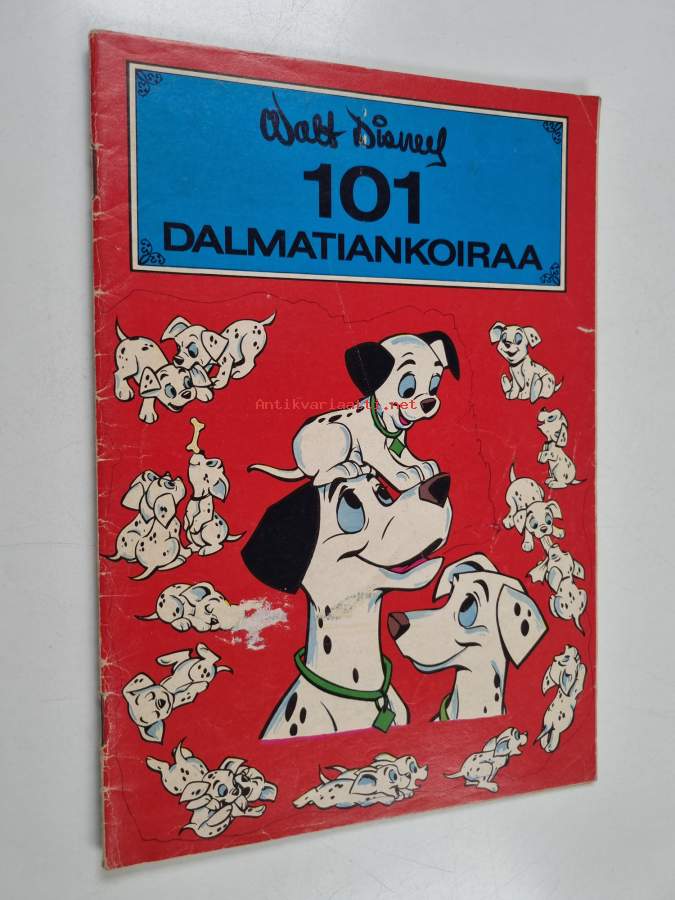 Walt Disney
101
DALMATIANKOIRAA
Antikvariaatti.net